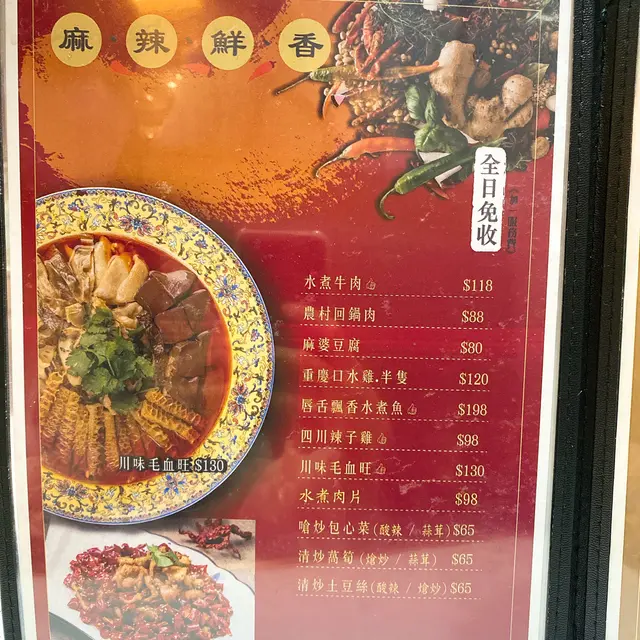 麻·辣·鮮·香
全日免收
水煮牛肉 $118
農村回鍋肉 $88
麻婆豆腐 $80
重慶口水雞.半隻 $120
唇舌飄香水煮魚 $198
四川辣子雞 $98
川味毛血旺 $130
水煮肉片 $98
嗆炒包心菜(酸辣 / 蒜茸) $65
清炒萵筍 (熗炒 / 蒜茸) $65
清炒土豆絲(酸辣 / 熗炒) $65
川味毛血旺 $130